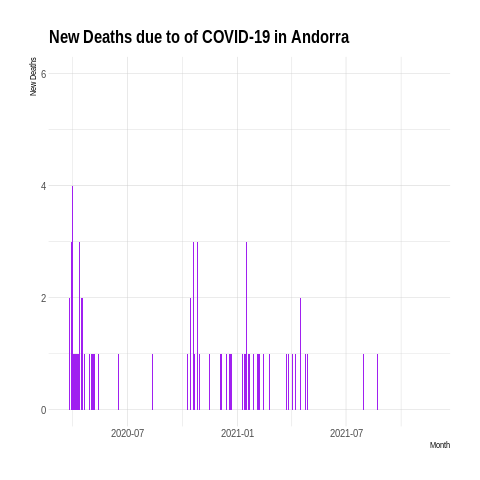 New Deaths due to of COVID-19 in Andorra
New Deaths
6
4
2
0
2020-07
2021-01
2021-07
Month